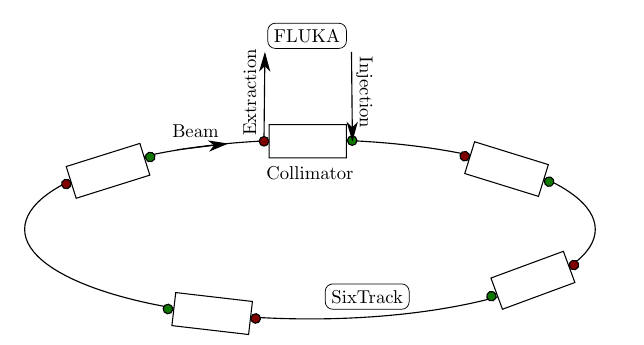 FLUKA
Extraction
Injection
Beam
Collimator
SixTrack